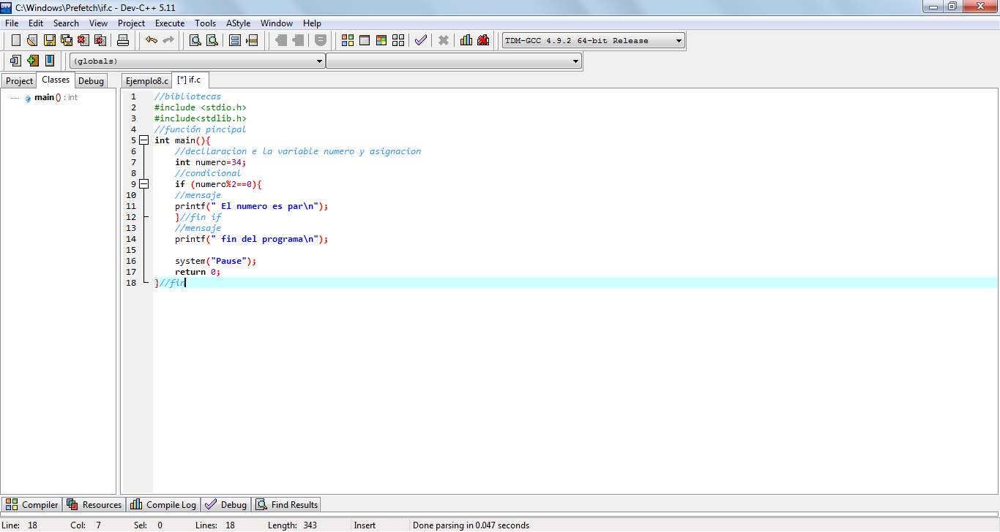 C:\Windows\Prefetch\if.c - Dev-C++ 5.11
File Edit Search View Project Execute Tools AStyle Window Help
TDM-GCC 4.9.2 64-bit Release
(globals)
Project Classes Debug
Ejemplo8.c [*] if.c
main () : int
1 //bibliotecas
2 #include <stdio.h>
3 #include<stdlib.h>
4 //función pincipal
5 int main(){
6 //decllaracion e la variable numero y asignacion
7 int numero=34;
8 //condicional
9 if (numero%2==0){
10 //mensaje
11 printf(" El numero es par\n");
12 }//fin if
13 //mensaje
14 printf(" fin del programa\n");
15
16 system("Pause");
17 return 0;
18 }//fin
Compiler Resources Compile Log Debug Find Results
Line: 18 Col: 7 Sel: 0 Lines: 18 Length: 343 Insert Done parsing in 0.047 seconds